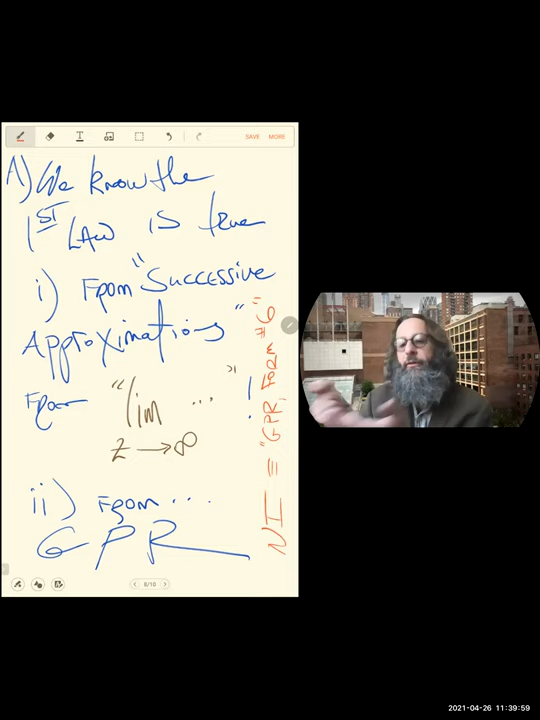 SAVE MORE
A) We know the
1ST LAW is true
i) From "Successive
Approximations"
From "lim ..." !
z → ∞
ii) From ...
GPR
NI ≡ "GPR, Form #6"
8/10
2021-04-26 11:39:59